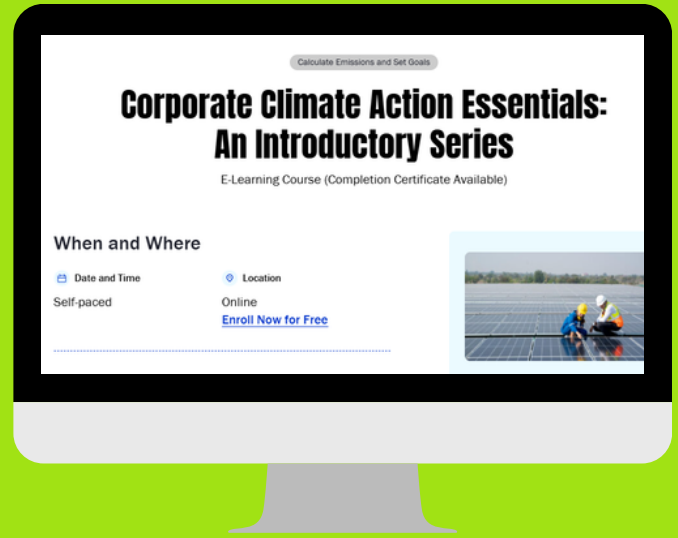 Calculate Emissions and Set Goals
Corporate Climate Action Essentials:
An Introductory Series
E-Learning Course (Completion Certificate Available)
When and Where
Date and Time
Location
Self-paced
Online
Enroll Now for Free